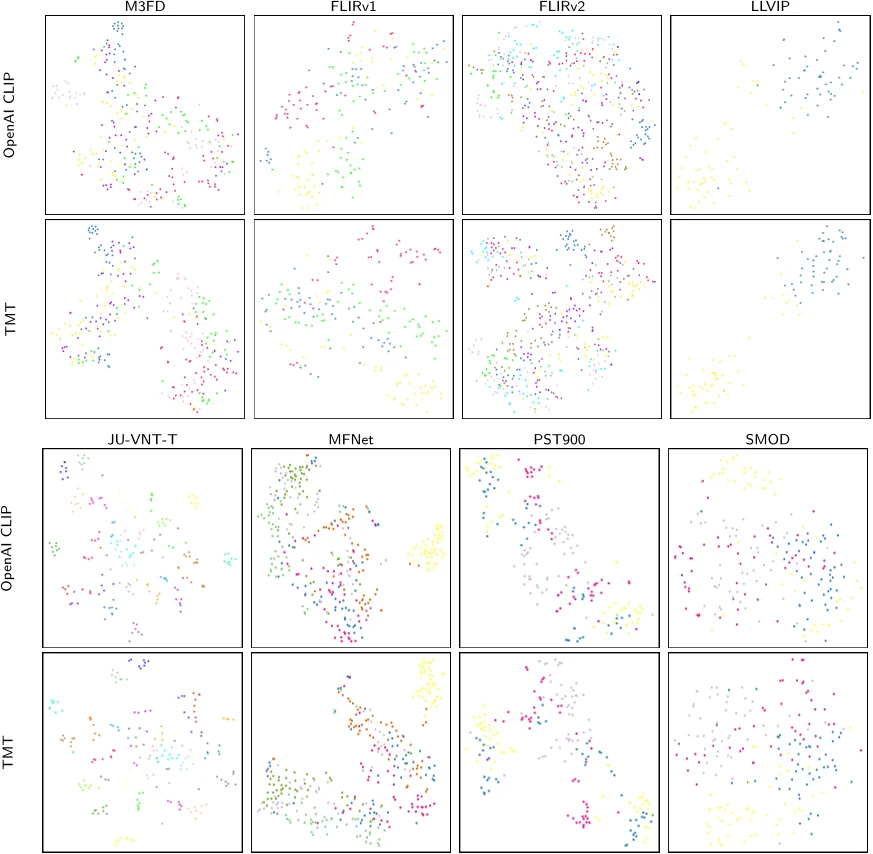 M3FD FLIRv1 FLIRv2 LLVIP
OpenAI CLIP
TMT
JU-VNT-T MFNet PST900 SMOD
OpenAI CLIP
TMT